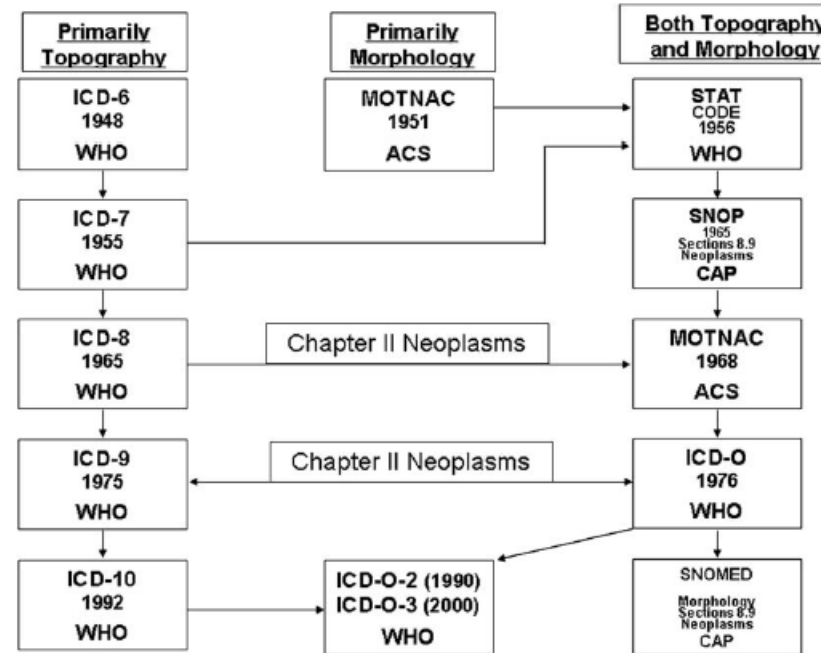 Primarily
Topography
Primarily
Morphology
Both Topography
and Morphology
ICD-6
1948
WHO
MOTNAC
1951
ACS
STAT
CODE
1956
WHO
ICD-7
1955
WHO
SNOP
1965
Sections 8.9
Neoplasms
CAP
ICD-8
1965
WHO
Chapter II Neoplasms
MOTNAC
1968
ACS
ICD-9
1975
WHO
Chapter II Neoplasms
ICD-O
1976
WHO
ICD-10
1992
WHO
ICD-O-2 (1990)
ICD-O-3 (2000)
WHO
SNOMED
Morphology
Sections 8.9
Neoplasms
CAP